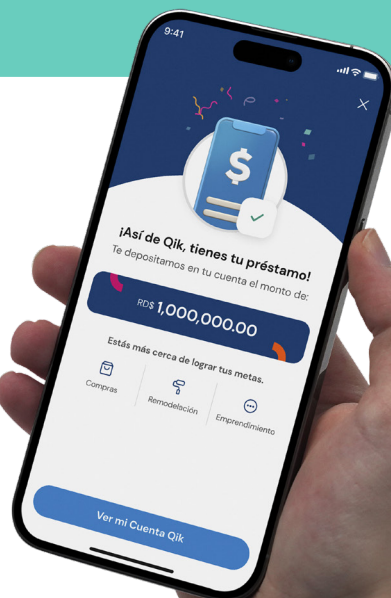 9:41
¡Así de Qik, tienes tu préstamo!
Te depositamos en tu cuenta el monto de:
RD$ 1,000,000.00
Estás más cerca de lograr tus metas.
Compras
Remodelación
Emprendimiento
Ver mi Cuenta Qik
$